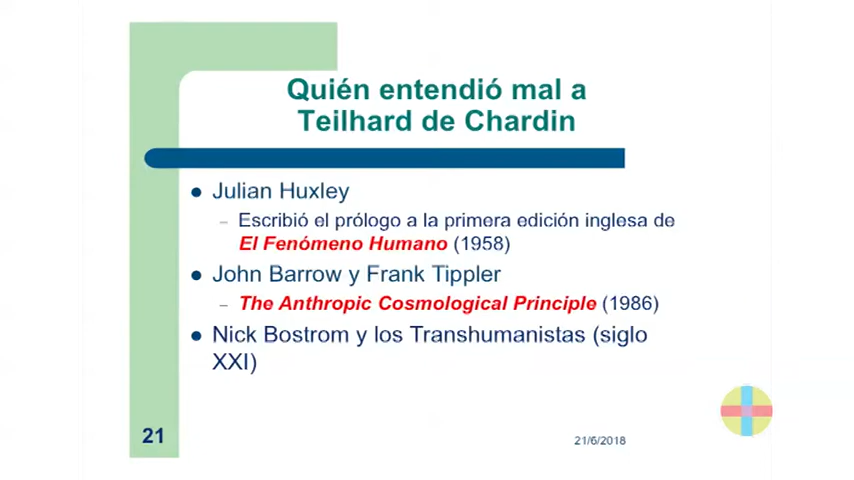 Quién entendió mal a
Teilhard de Chardin
Julian Huxley
– Escribió el prólogo a la primera edición inglesa de
El Fenómeno Humano (1958)
John Barrow y Frank Tippler
– The Anthropic Cosmological Principle (1986)
Nick Bostrom y los Transhumanistas (siglo
XXI)
21
21/6/2018